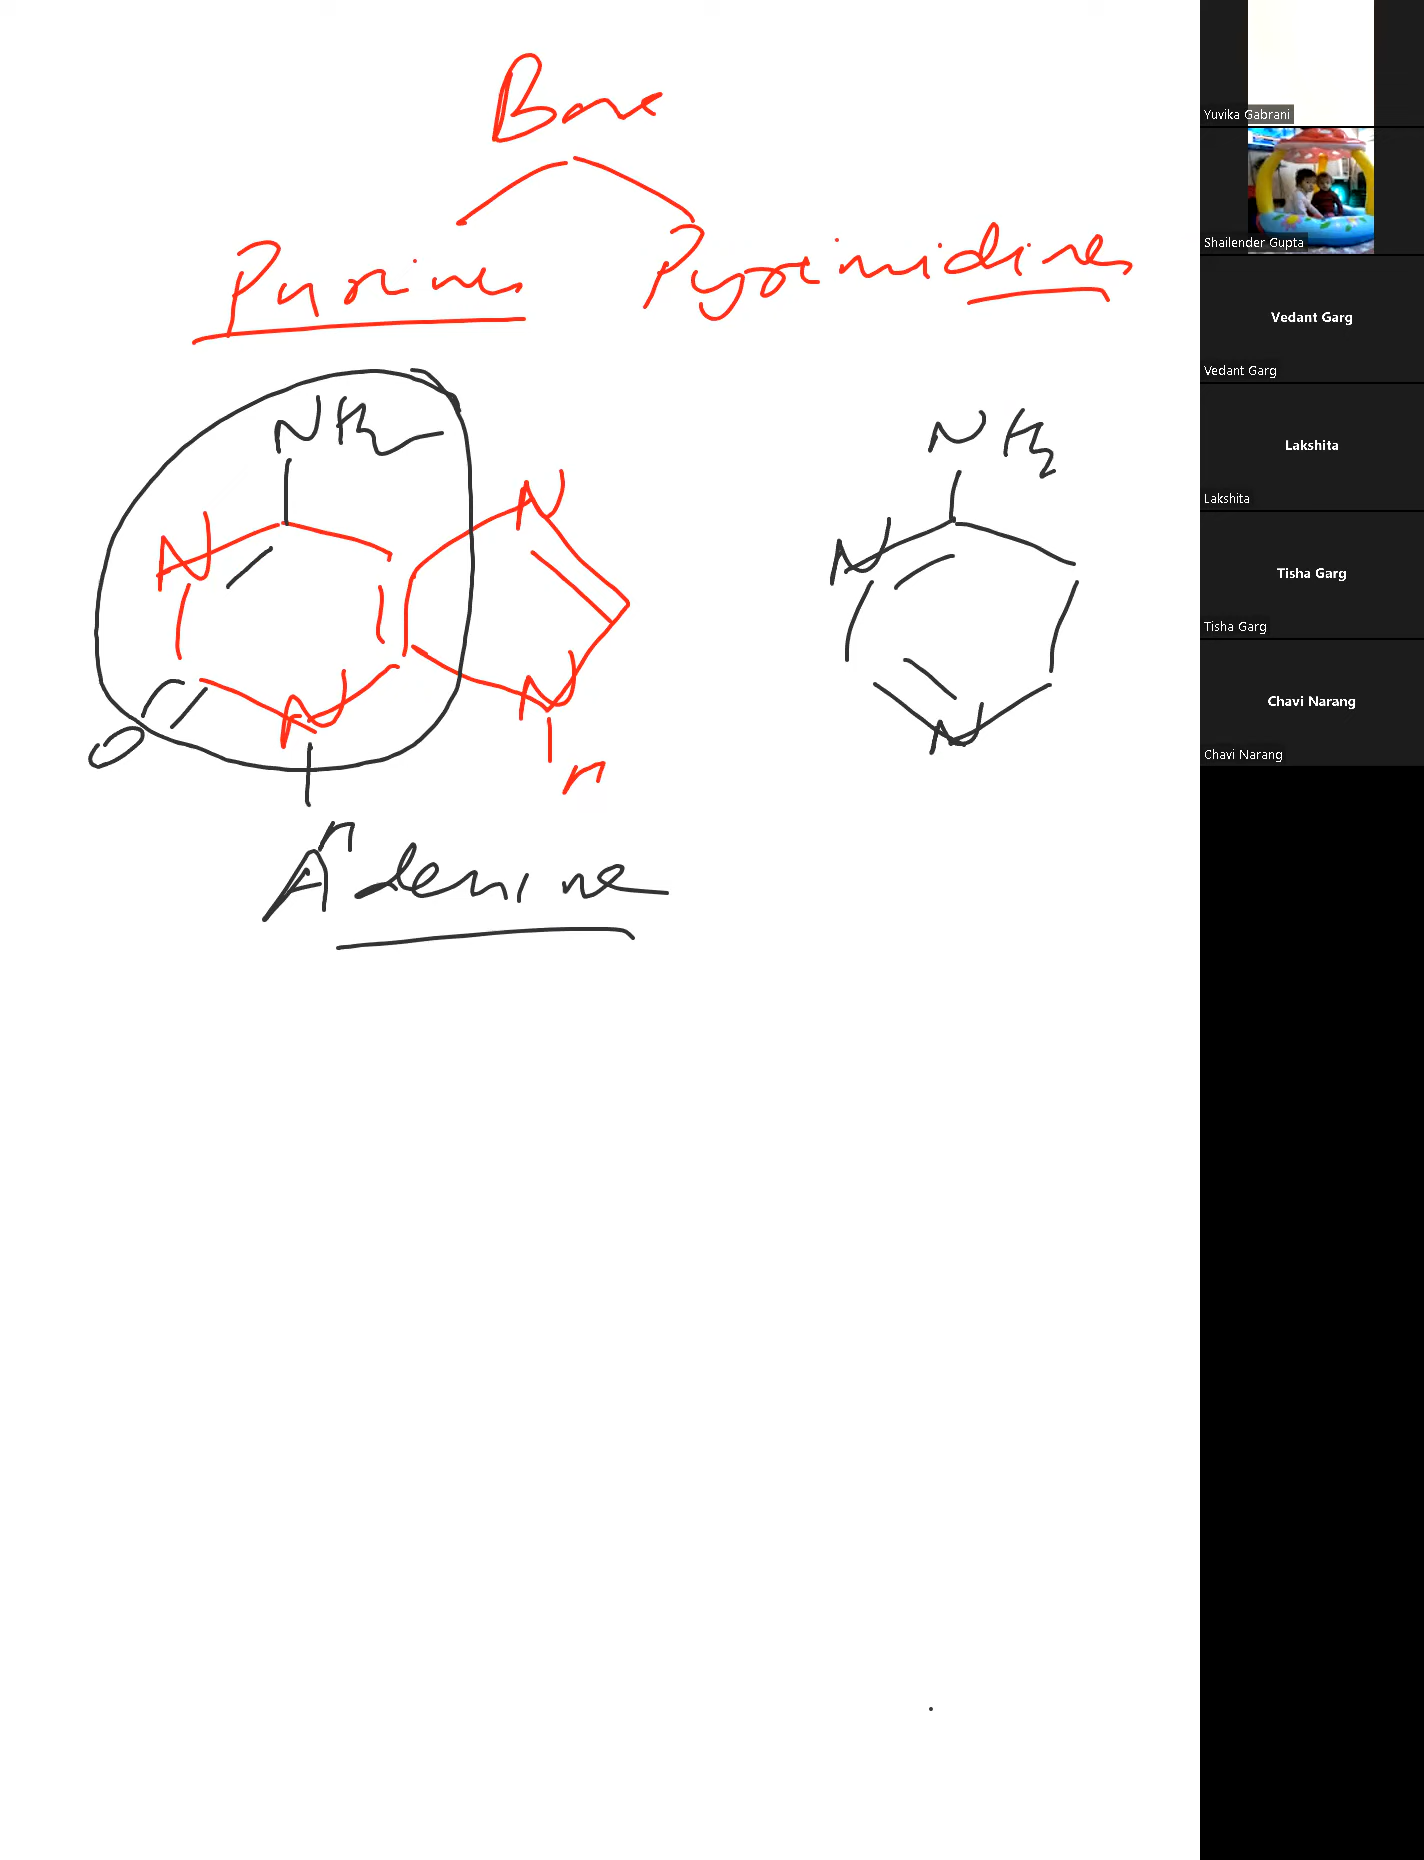 Base
Purines Pyrimidines
NH2
N
N
N
N
H
O
H
Adenine
NH2
N
N
Yuvika Gabrani
Shailender Gupta
Vedant Garg
Vedant Garg
Lakshita
Lakshita
Tisha Garg
Tisha Garg
Chavi Narang
Chavi Narang